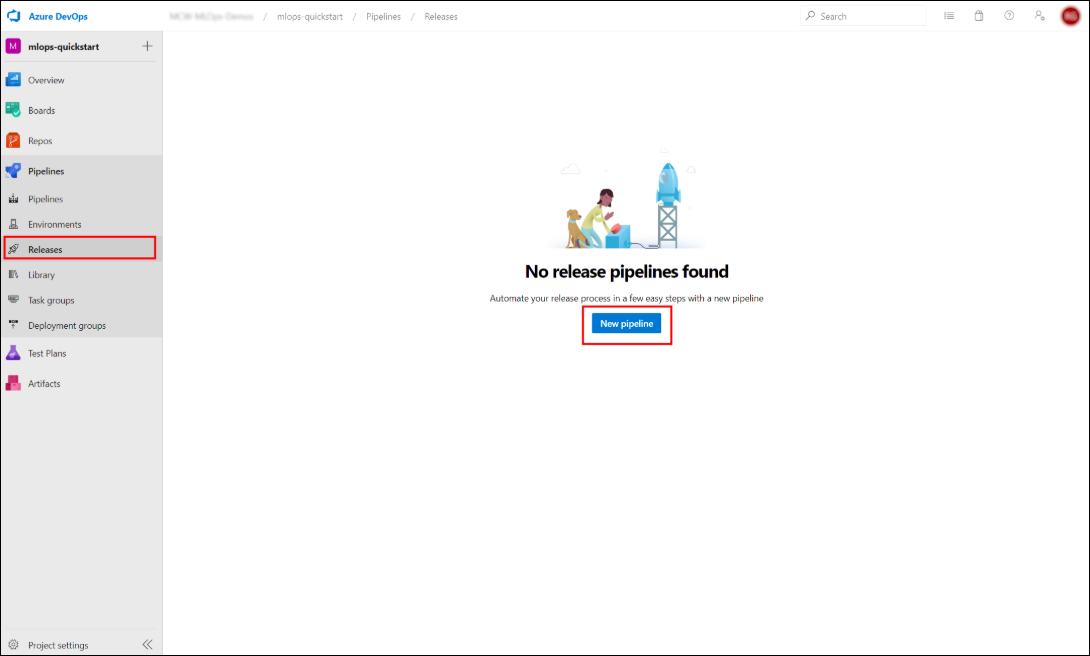 Azure DevOps
/ mlops-quickstart / Pipelines / Releases
Search
M mlops-quickstart
Overview
Boards
Repos
Pipelines
Pipelines
Environments
Releases
Library
Task groups
Deployment groups
Test Plans
Artifacts
No release pipelines found
Automate your release process in a few easy steps with a new pipeline
New pipeline
Project settings